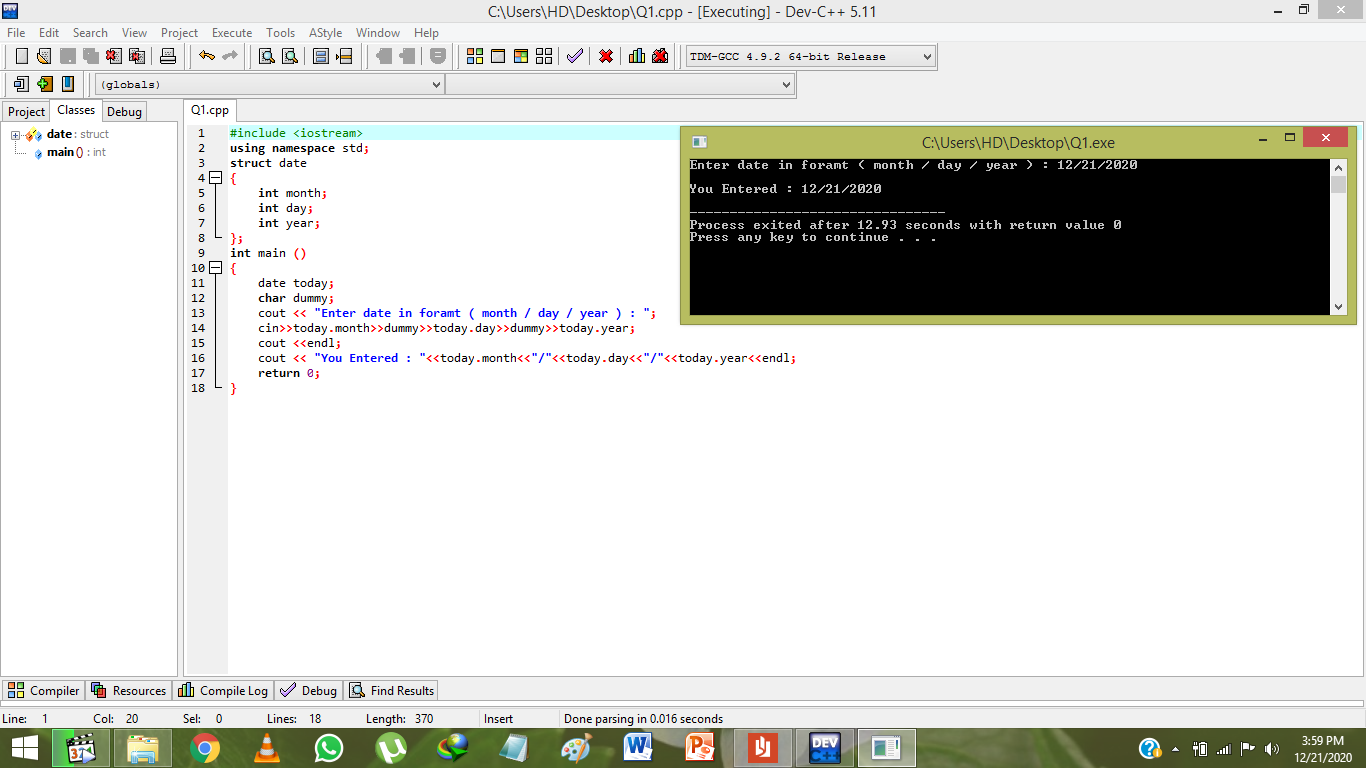 C:\Users\HD\Desktop\Q1.cpp - [Executing] - Dev-C++ 5.11
File Edit Search View Project Execute Tools AStyle Window Help
TDM-GCC 4.9.2 64-bit Release
(globals)
Project Classes Debug
Q1.cpp
date : struct
main () : int
1 #include <iostream>
2 using namespace std;
3 struct date
4 {
5 int month;
6 int day;
7 int year;
8 };
9 int main ()
10 {
11 date today;
12 char dummy;
13 cout << "Enter date in foramt ( month / day / year ) : ";
14 cin>>today.month>>dummy>>today.day>>dummy>>today.year;
15 cout <<endl;
16 cout << "You Entered : "<<today.month<<"/"<<today.day<<"/"<<today.year<<endl;
17 return 0;
18 }
C:\Users\HD\Desktop\Q1.exe
Enter date in foramt ( month / day / year ) : 12/21/2020
You Entered : 12/21/2020
--------------------------------
Process exited after 12.93 seconds with return value 0
Press any key to continue . . .
Compiler Resources Compile Log Debug Find Results
Line: 1 Col: 20 Sel: 0 Lines: 18 Length: 370 Insert Done parsing in 0.016 seconds
DEV C++
3:59 PM
12/21/2020